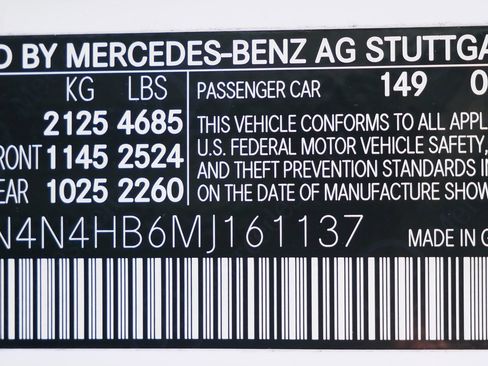 D BY MERCEDES-BENZ AG STUTTGA
KG LBS PASSENGER CAR 149 0
2125 4685 THIS VEHICLE CONFORMS TO ALL APPL
FRONT 1145 2524 U.S. FEDERAL MOTOR VEHICLE SAFETY,
EAR 1025 2260 AND THEFT PREVENTION STANDARDS IN
ON THE DATE OF MANUFACTURE SHOW
N4N4HB6MJ161137 MADE IN G